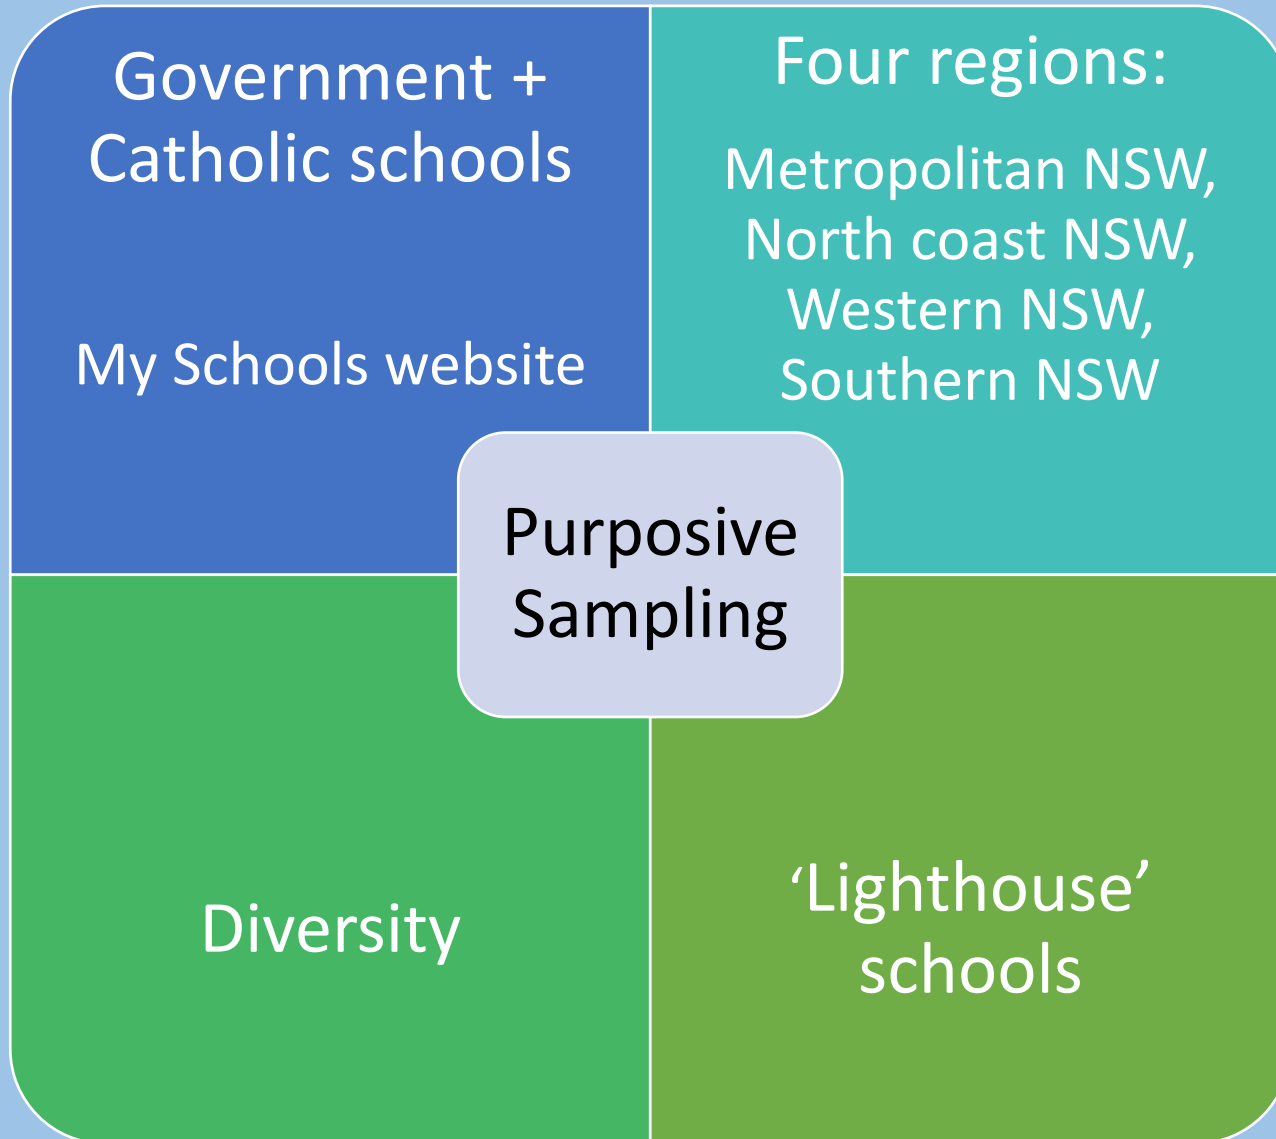 Government +
Catholic schools
My Schools website
Four regions:
Metropolitan NSW,
North coast NSW,
Western NSW,
Southern NSW
Purposive
Sampling
Diversity
‘Lighthouse’
schools